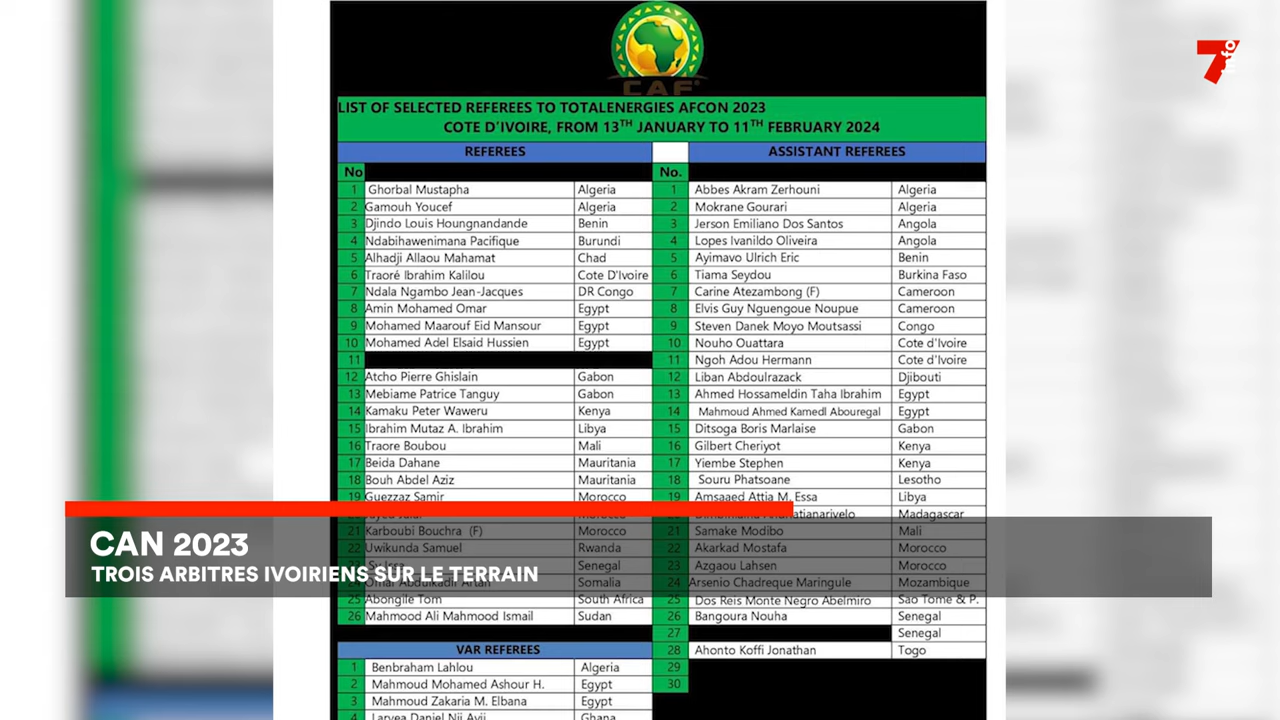 CAF
7
info
LIST OF SELECTED REFEREES TO TOTALENERGIES AFCON 2023
COTE D'IVOIRE, FROM 13TH JANUARY TO 11TH FEBRUARY 2024
REFEREES
No
1 Ghorbal Mustapha Algeria
2 Gamouh Youcef Algeria
3 Djindo Louis Houngnandande Benin
4 Ndabihawenimana Pacifique Burundi
5 Alhadji Allaou Mahamat Chad
6 Traoré Ibrahim Kalilou Cote D'Ivoire
7 Ndala Ngambo Jean-Jacques DR Congo
8 Amin Mohamed Omar Egypt
9 Mohamed Maarouf Eid Mansour Egypt
10 Mohamed Adel Elsaid Hussien Egypt
11
12 Atcho Pierre Ghislain Gabon
13 Mebiame Patrice Tanguy Gabon
14 Kamaku Peter Waweru Kenya
15 Ibrahim Mutaz A. Ibrahim Libya
16 Traore Boubou Mali
17 Beida Dahane Mauritania
18 Bouh Abdel Aziz Mauritania
19 Guezzaz Samir Morocco
Morocco
21 Karboubi Bouchra (F) Morocco
22 Uwikunda Samuel Rwanda
Senegal
24 Omar Abdulkadir Artan Somalia
25 Abongile Tom South Africa
26 Mahmood Ali Mahmood Ismail Sudan
VAR REFEREES
1 Benbraham Lahlou Algeria
2 Mahmoud Mohamed Ashour H. Egypt
3 Mahmoud Zakaria M. Elbana Egypt
4 Laryea Daniel Nii Ayii Ghana
ASSISTANT REFEREES
No.
1 Abbes Akram Zerhouni Algeria
2 Mokrane Gourari Algeria
3 Jerson Emiliano Dos Santos Angola
4 Lopes Ivanildo Oliveira Angola
5 Ayimavo Ulrich Eric Benin
6 Tiama Seydou Burkina Faso
7 Carine Atezambong (F) Cameroon
8 Elvis Guy Nguengoue Noupue Cameroon
9 Steven Danek Moyo Moutsassi Congo
10 Nouho Ouattara Cote d'Ivoire
11 Ngoh Adou Hermann Cote d'Ivoire
12 Liban Abdoulrazack Djibouti
13 Ahmed Hossameldin Taha Ibrahim Egypt
14 Mahmoud Ahmed Kamedl Abouregal Egypt
15 Ditsoga Boris Marlaise Gabon
16 Gilbert Cheriyot Kenya
17 Yiembe Stephen Kenya
18 Souru Phatsoane Lesotho
19 Amsaaed Attia M. Essa Libya
Madagascar
21 Samake Modibo Mali
22 Akarkad Mostafa Morocco
23 Azgaou Lahsen Morocco
24 Arsenio Chadreque Maringule Mozambique
25 Dos Reis Monte Negro Abelmiro Sao Tome & P.
26 Bangoura Nouha Senegal
27 Senegal
28 Ahonto Koffi Jonathan Togo
29
30
CAN 2023
TROIS ARBITRES IVOIRIENS SUR LE TERRAIN